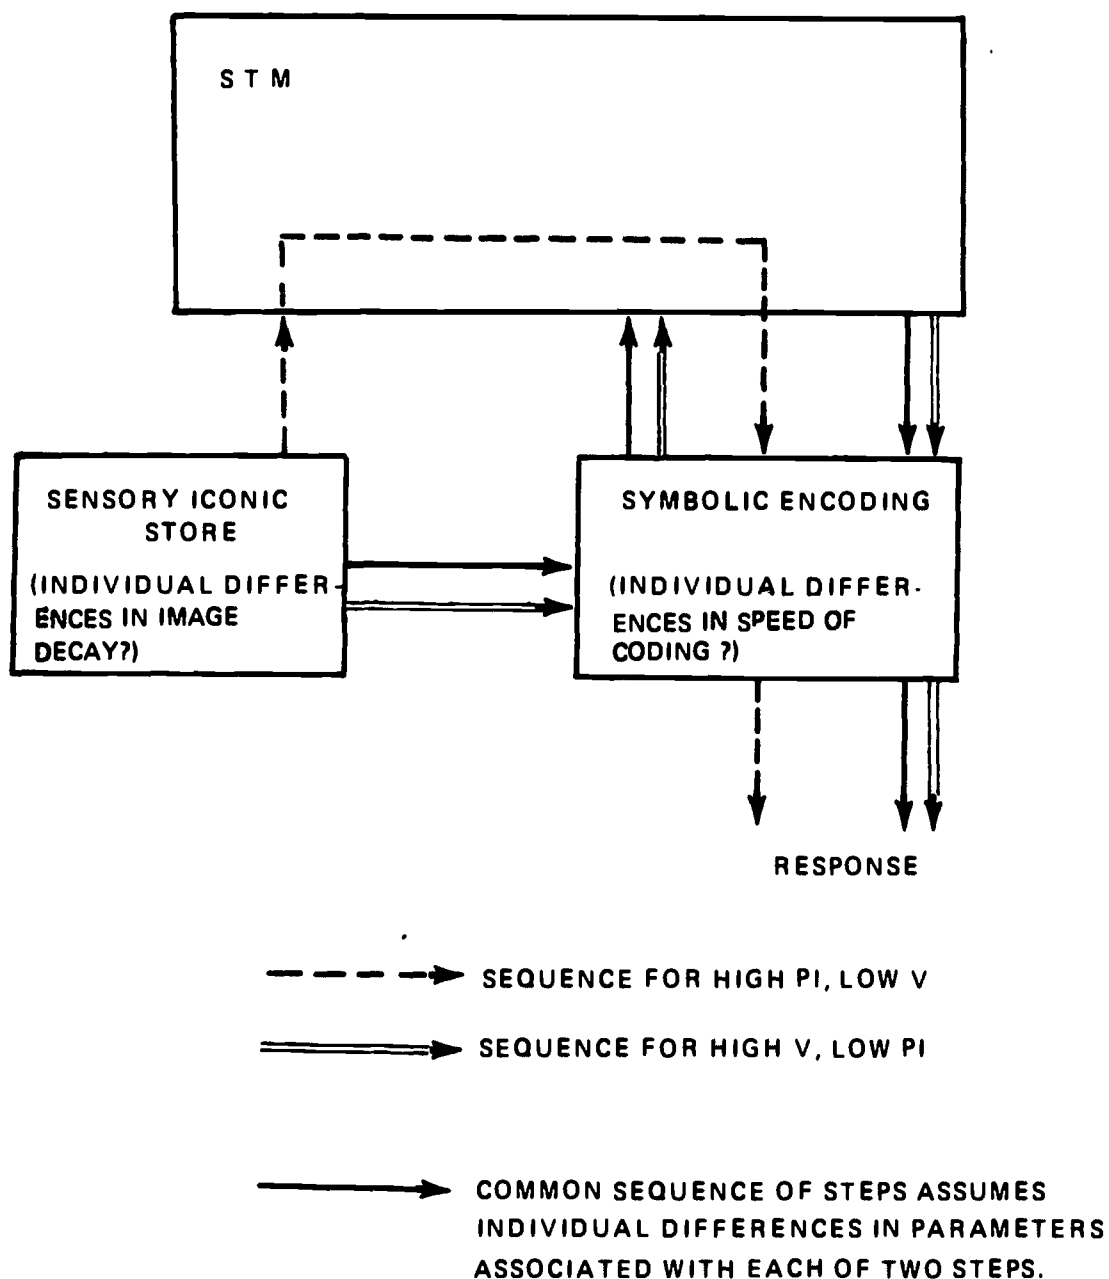 STM
SENSORY ICONIC
STORE
(INDIVIDUAL DIFFER-
ENCES IN IMAGE
DECAY?)
SYMBOLIC ENCODING
(INDIVIDUAL DIFFER-
ENCES IN SPEED OF
CODING ?)
RESPONSE
SEQUENCE FOR HIGH PI, LOW V
SEQUENCE FOR HIGH V, LOW PI
COMMON SEQUENCE OF STEPS ASSUMES
INDIVIDUAL DIFFERENCES IN PARAMETERS
ASSOCIATED WITH EACH OF TWO STEPS.